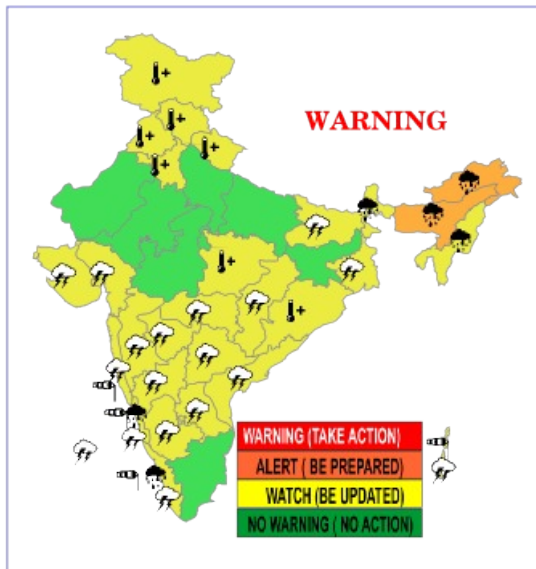 WARNING
WARNING (TAKE ACTION)
ALERT ( BE PREPARED)
WATCH (BE UPDATED)
NO WARNING ( NO ACTION)